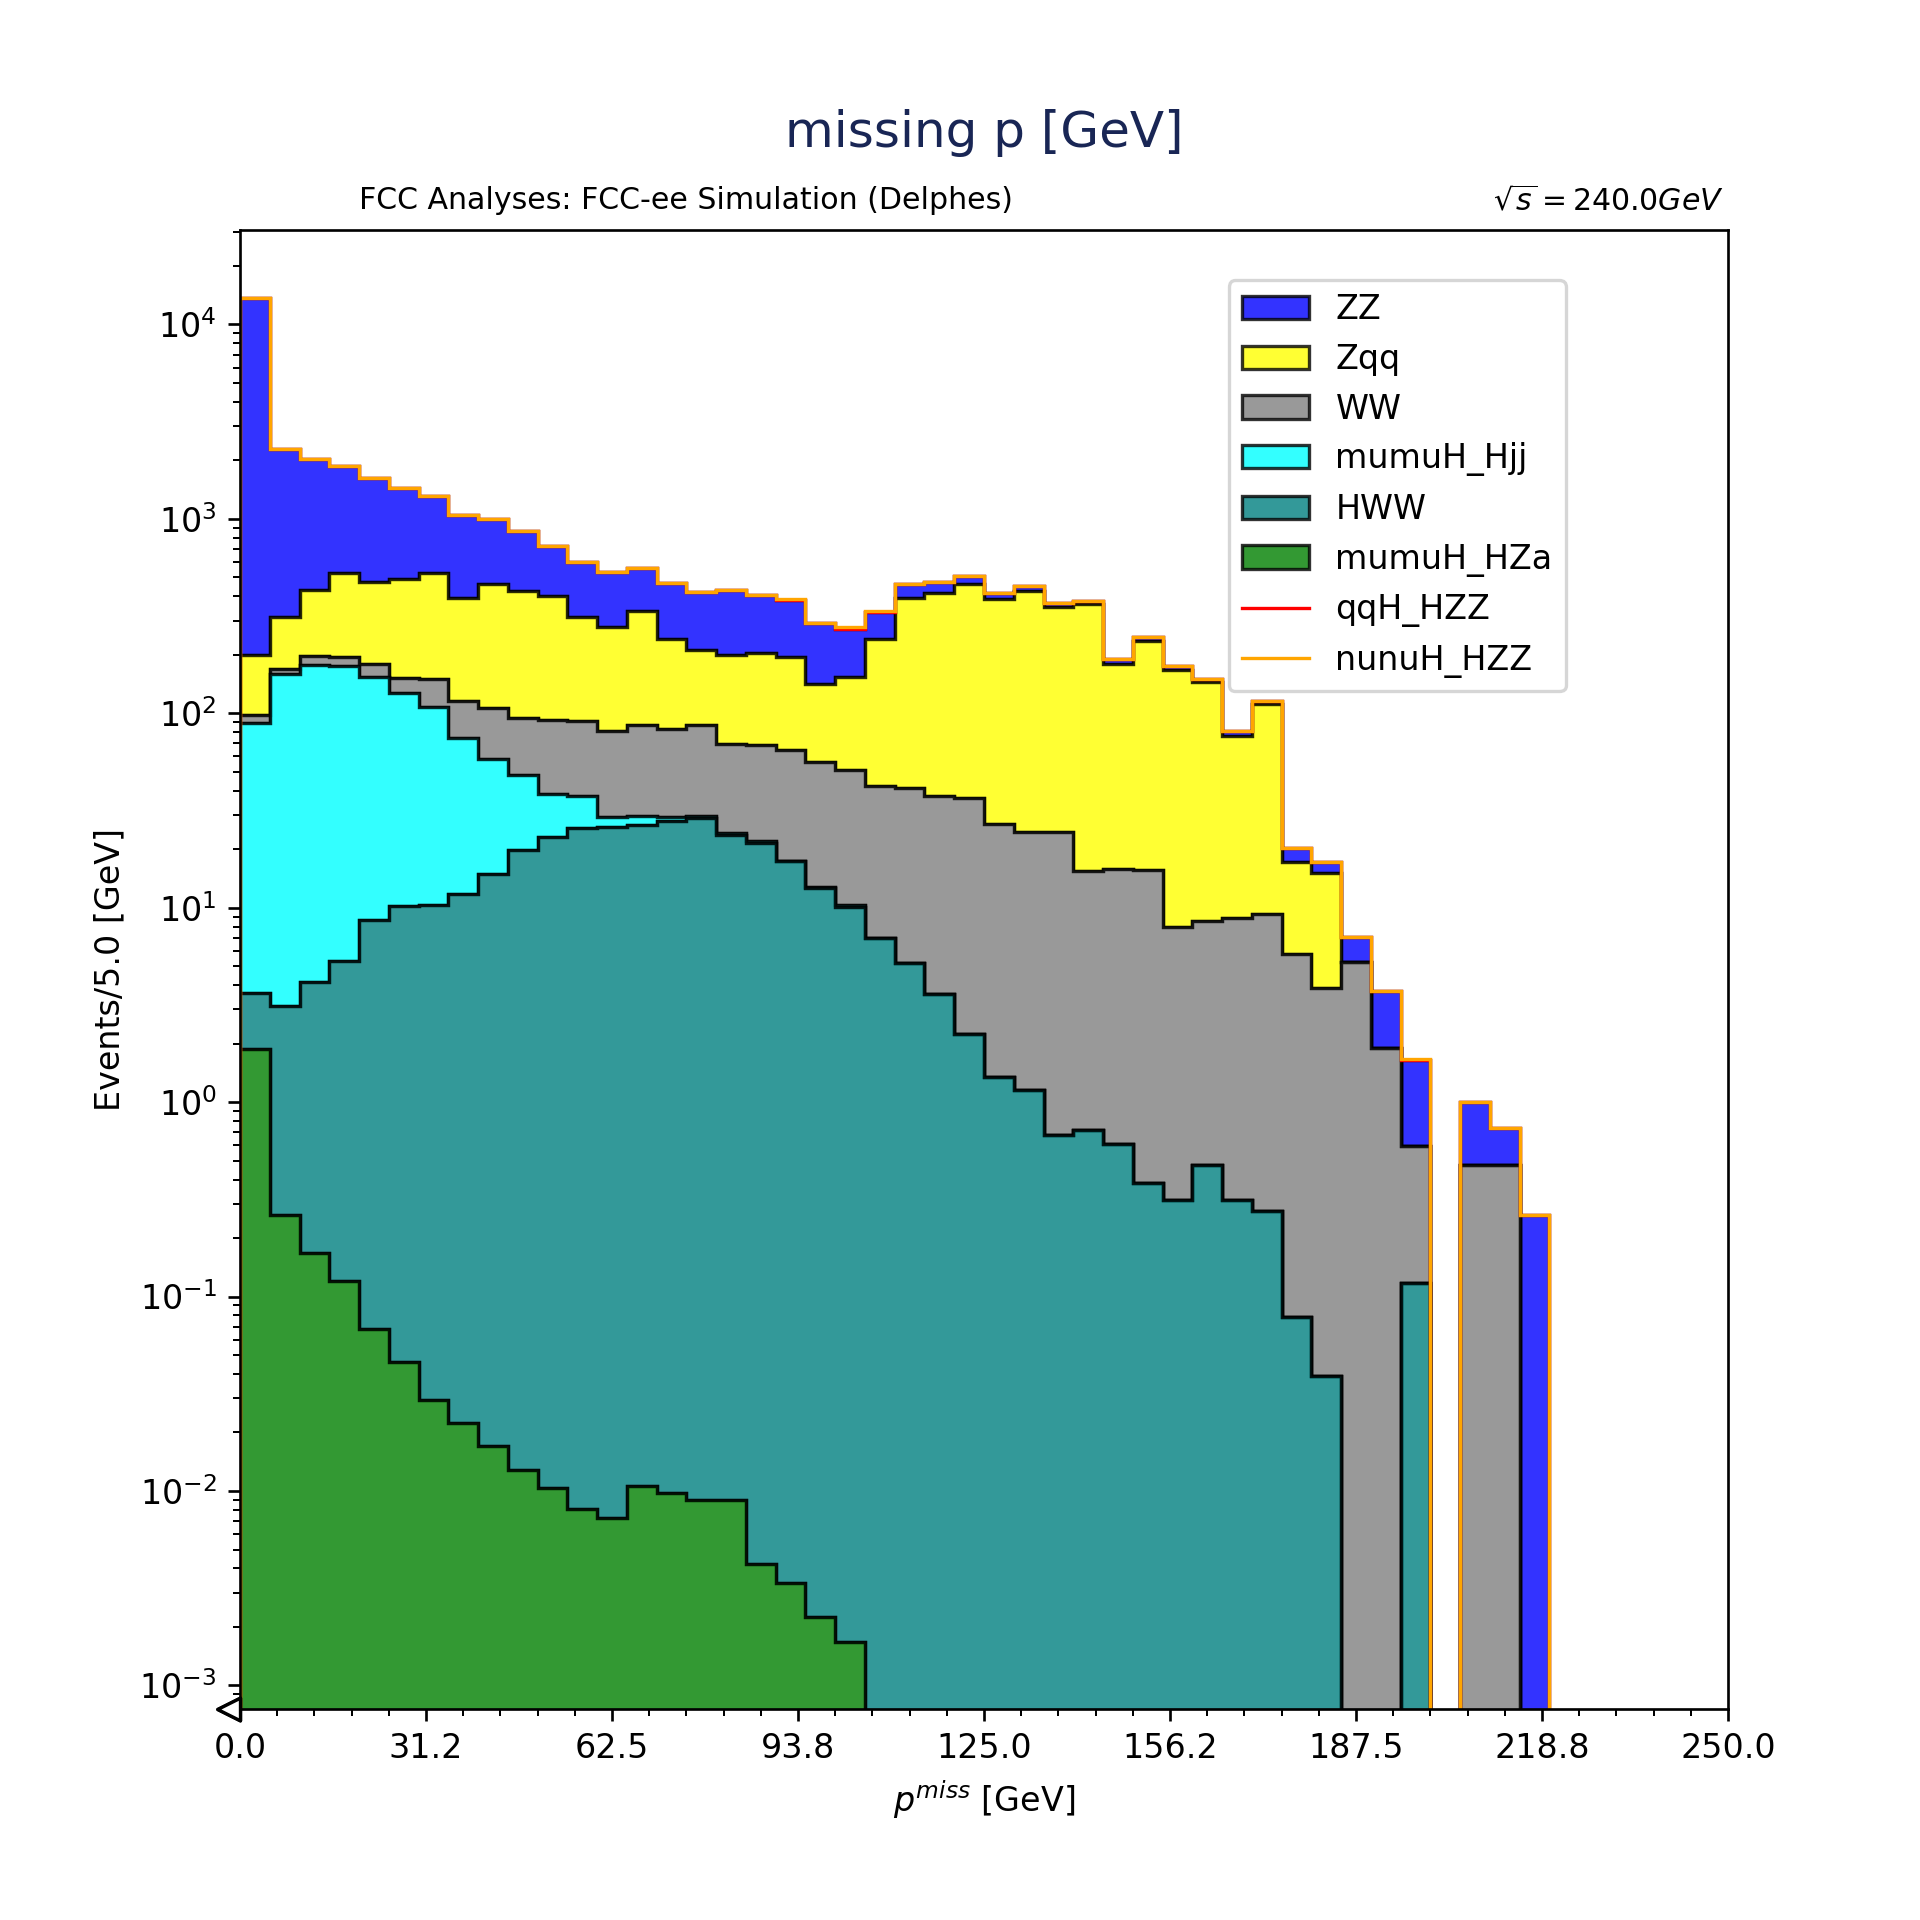 missing p [GeV]
FCC Analyses: FCC-ee Simulation (Delphes)
√s = 240.0GeV
ZZ
Zqq
WW
mumuH_Hjj
HWW
mumuH_HZa
qqH_HZZ
nunuH_HZZ
Events/5.0 [GeV]
10⁴
10³
10²
10¹
10⁰
10⁻¹
10⁻²
10⁻³
0.0 31.2 62.5 93.8 125.0 156.2 187.5 218.8 250.0
p^miss [GeV]